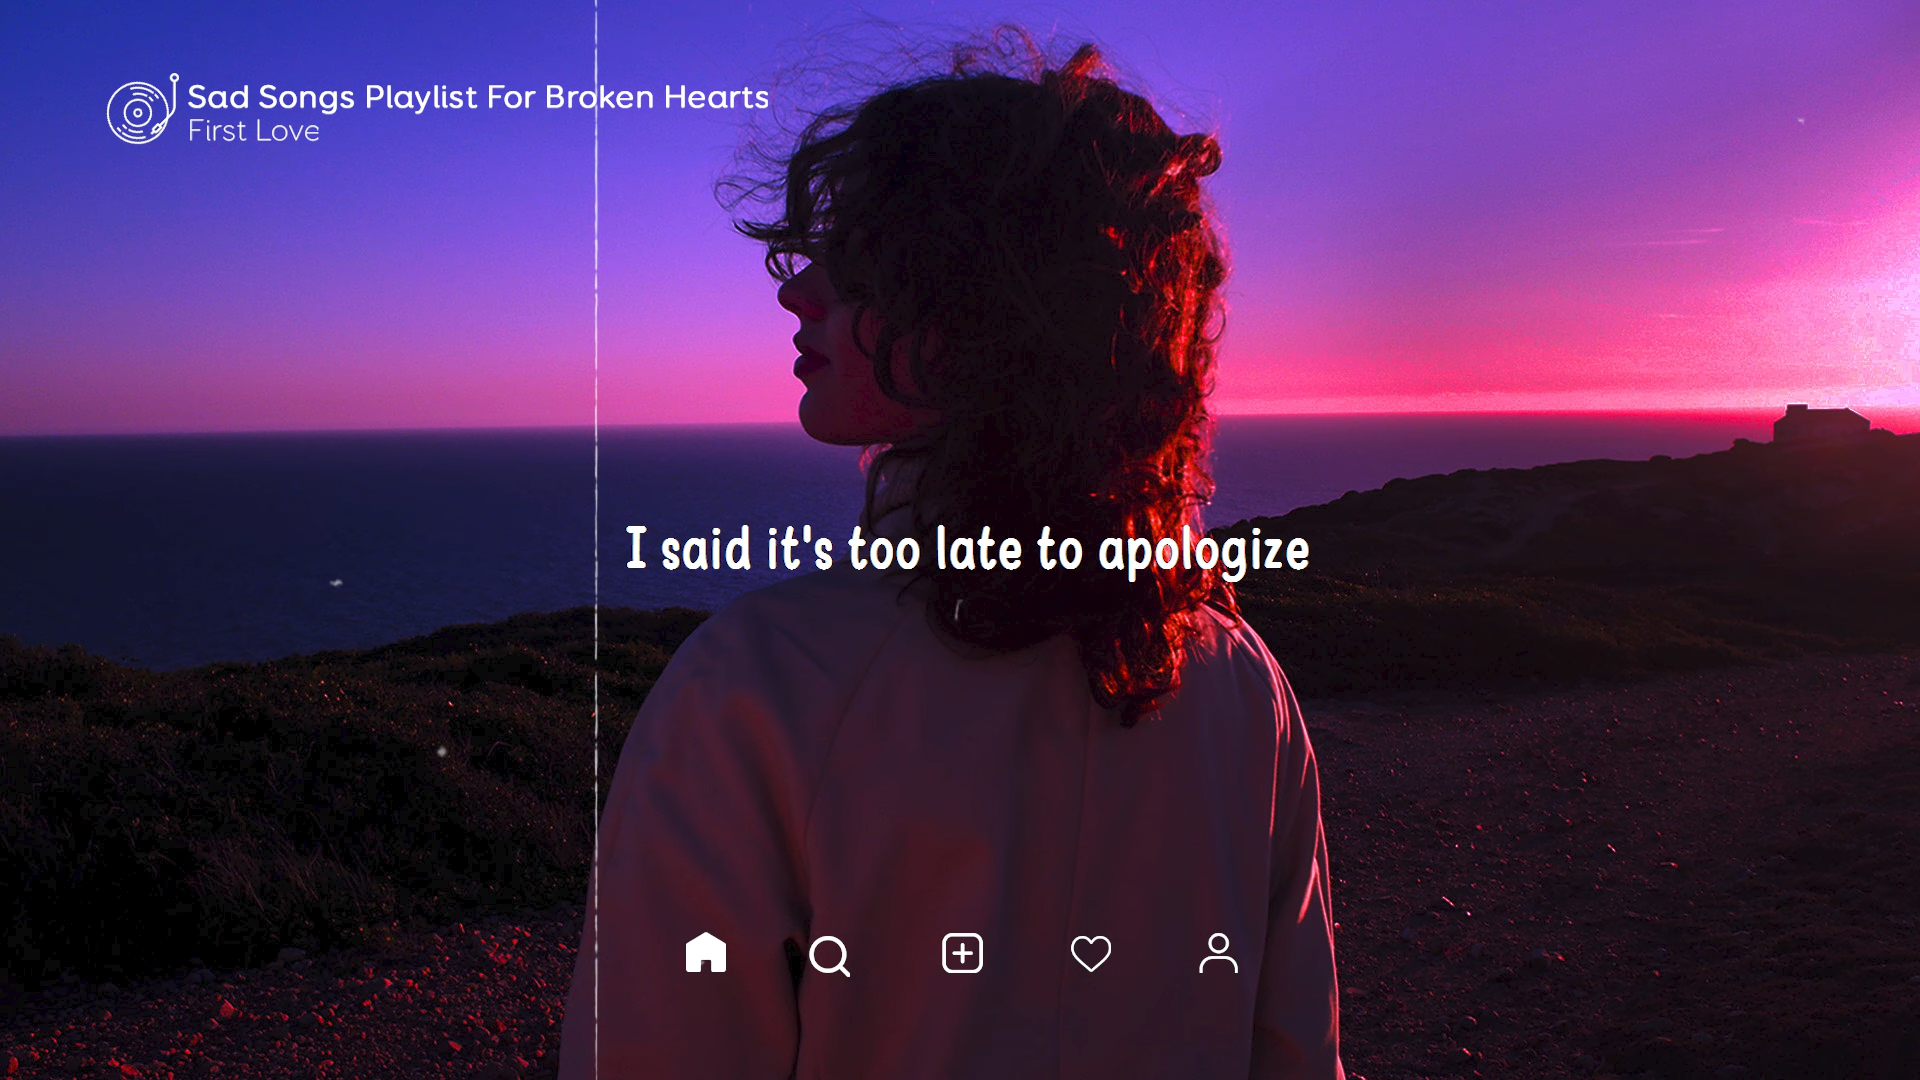 Sad Songs Playlist For Broken Hearts
First Love
I said it's too late to apologize